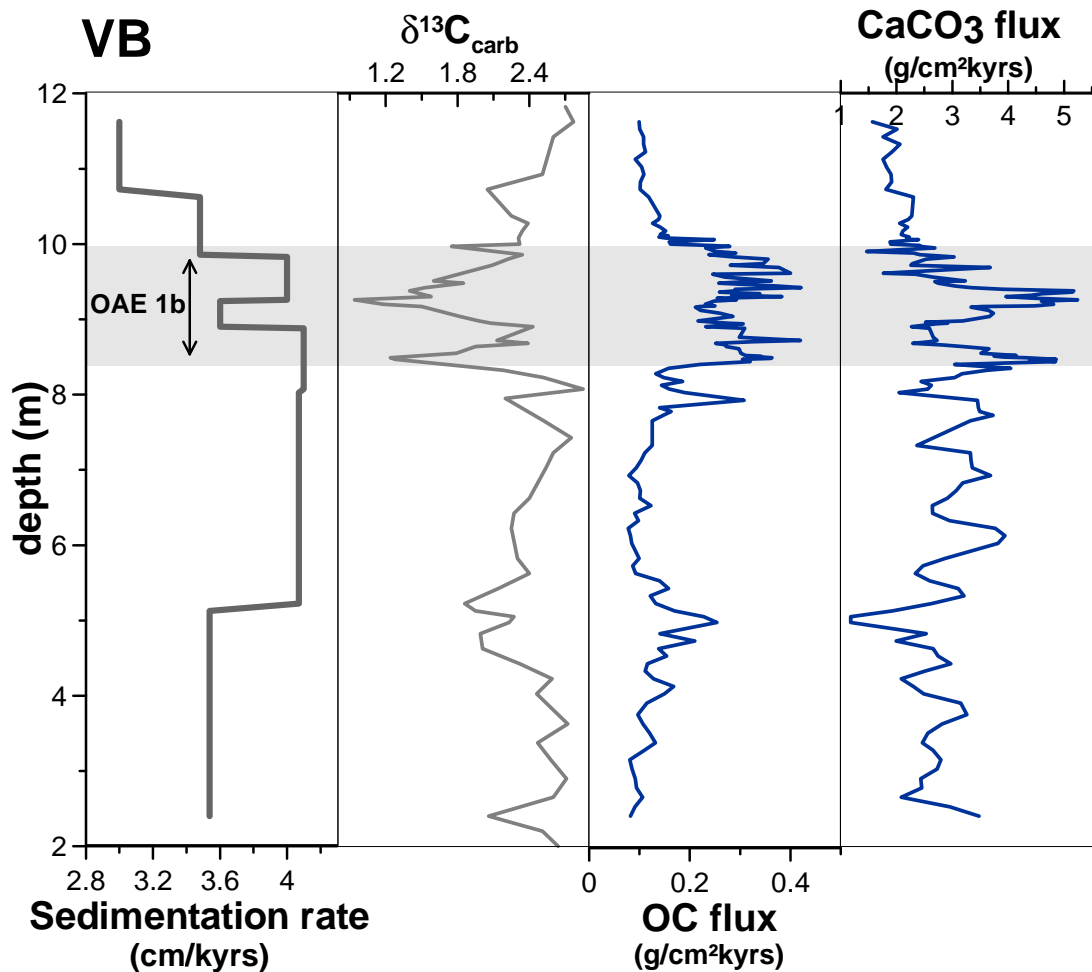 VB
δ¹³C carb
1.2 1.8 2.4
CaCO3 flux
(g/cm²kyrs)
1 2 3 4 5
12
10
8
6
4
2
depth (m)
OAE 1b
2.8 3.2 3.6 4
Sedimentation rate
(cm/kyrs)
0 0.2 0.4
OC flux
(g/cm²kyrs)